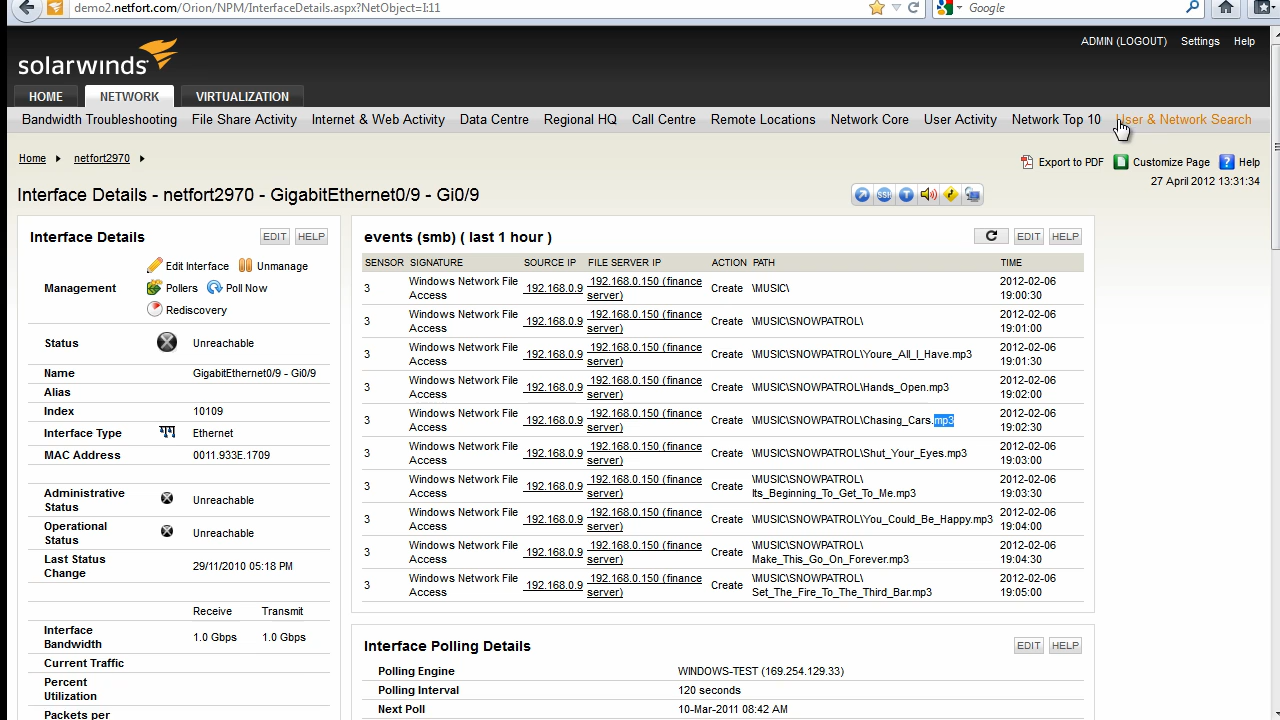 demo2.netfort.com/Orion/NPM/InterfaceDetails.aspx?NetObject=I:11
Google
solarwinds
ADMIN (LOGOUT) Settings Help
HOME NETWORK VIRTUALIZATION
Bandwidth Troubleshooting File Share Activity Internet & Web Activity Data Centre Regional HQ Call Centre Remote Locations Network Core User Activity Network Top 10 User & Network Search
Home netfort2970
Export to PDF Customize Page Help
27 April 2012 13:31:34
Interface Details - netfort2970 - GigabitEthernet0/9 - Gi0/9
SSH T
Interface Details EDIT HELP
Management
Edit Interface Unmanage
Pollers Poll Now
Rediscovery
Status Unreachable
Name GigabitEthernet0/9 - Gi0/9
Alias
Index 10109
Interface Type Ethernet
MAC Address 0011.933E.1709
Administrative
Status
Unreachable
Operational
Status
Unreachable
Last Status
Change
29/11/2010 05:18 PM
Receive Transmit
Interface
Bandwidth
1.0 Gbps 1.0 Gbps
Current Traffic
Percent
Utilization
Packets per
events (smb) ( last 1 hour ) EDIT HELP
SENSOR SIGNATURE SOURCE IP FILE SERVER IP ACTION PATH TIME
3 Windows Network File Access 192.168.0.9 192.168.0.150 (finance server) Create \MUSIC\ 2012-02-06 19:00:30
3 Windows Network File Access 192.168.0.9 192.168.0.150 (finance server) Create \MUSIC\SNOWPATROL\ 2012-02-06 19:01:00
3 Windows Network File Access 192.168.0.9 192.168.0.150 (finance server) Create \MUSIC\SNOWPATROL\Youre_All_I_Have.mp3 2012-02-06 19:01:30
3 Windows Network File Access 192.168.0.9 192.168.0.150 (finance server) Create \MUSIC\SNOWPATROL\Hands_Open.mp3 2012-02-06 19:02:00
3 Windows Network File Access 192.168.0.9 192.168.0.150 (finance server) Create \MUSIC\SNOWPATROL\Chasing_Cars.mp3 2012-02-06 19:02:30
3 Windows Network File Access 192.168.0.9 192.168.0.150 (finance server) Create \MUSIC\SNOWPATROL\Shut_Your_Eyes.mp3 2012-02-06 19:03:00
3 Windows Network File Access 192.168.0.9 192.168.0.150 (finance server) Create \MUSIC\SNOWPATROL\Its_Beginning_To_Get_To_Me.mp3 2012-02-06 19:03:30
3 Windows Network File Access 192.168.0.9 192.168.0.150 (finance server) Create \MUSIC\SNOWPATROL\You_Could_Be_Happy.mp3 2012-02-06 19:04:00
3 Windows Network File Access 192.168.0.9 192.168.0.150 (finance server) Create \MUSIC\SNOWPATROL\Make_This_Go_On_Forever.mp3 2012-02-06 19:04:30
3 Windows Network File Access 192.168.0.9 192.168.0.150 (finance server) Create \MUSIC\SNOWPATROL\Set_The_Fire_To_The_Third_Bar.mp3 2012-02-06 19:05:00
Interface Polling Details EDIT HELP
Polling Engine WINDOWS-TEST (169.254.129.33)
Polling Interval 120 seconds
Next Poll 10-Mar-2011 08:42 AM